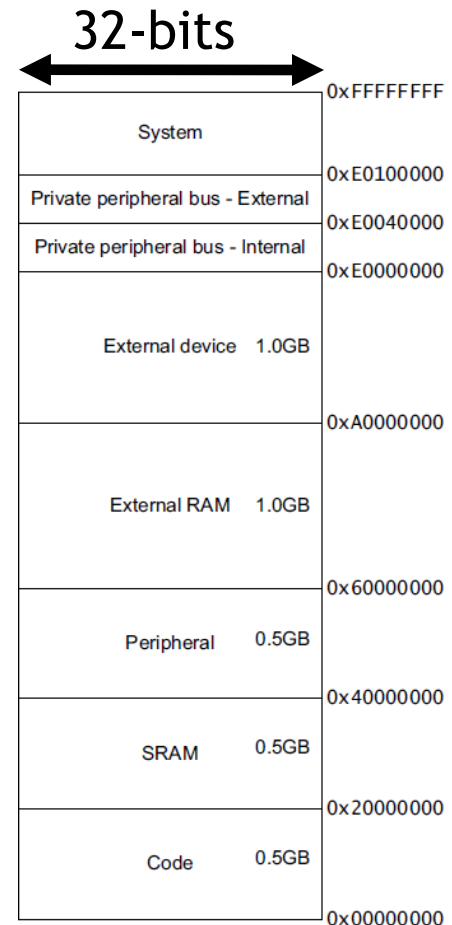 32-bits
0xFFFFFFFF
System
0xE0100000
Private peripheral bus - External
0xE0040000
Private peripheral bus - Internal
0xE0000000
External device 1.0GB
0xA0000000
External RAM 1.0GB
0x60000000
Peripheral 0.5GB
0x40000000
SRAM 0.5GB
0x20000000
Code 0.5GB
0x00000000